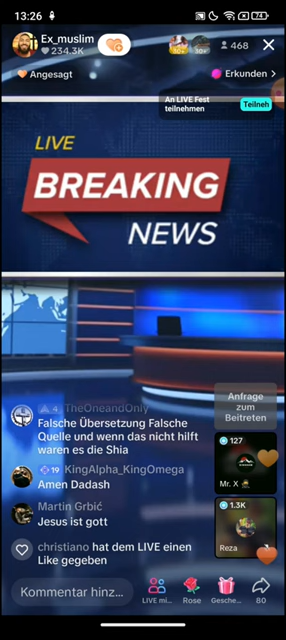 13:26
74
Ex_muslim
234.3K
468
Angesagt
Erkunden >
An LIVE Fest
teilnehmen
Teilneh
LIVE
BREAKING
NEWS
Anfrage
zum
Beitreten
4 TheOneandOnly
Falsche Übersetzung Falsche
Quelle und wenn das nicht hilft
waren es die Shia
127
Mr. X
19 KingAlpha_KingOmega
Amen Dadash
1.3K
Martin Grbić
Jesus ist gott
Reza
christiano hat dem LIVE einen
Like gegeben
Kommentar hinz...
LIVE mi...
Rose
Gesche...
80